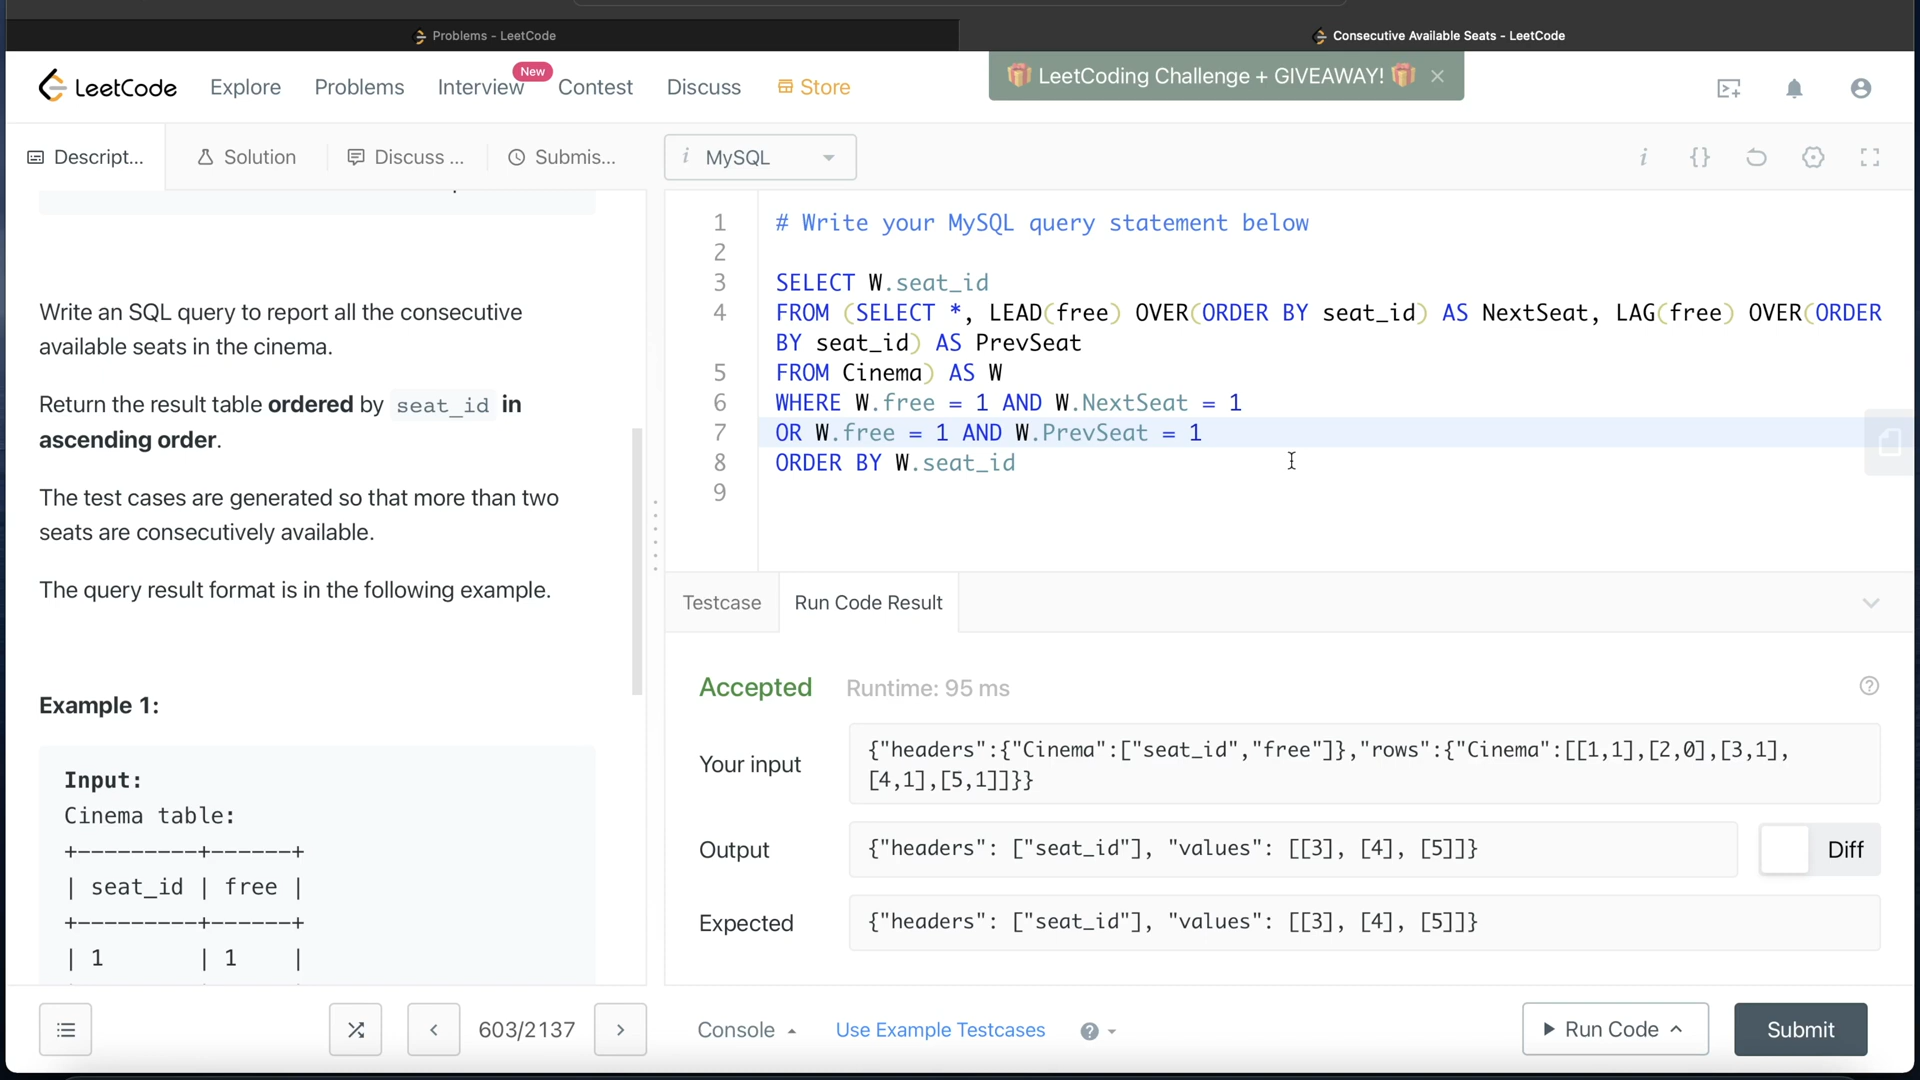 Problems - LeetCode
Consecutive Available Seats - LeetCode
LeetCode
Explore
Problems
Interview
New
Contest
Discuss
Store
LeetCoding Challenge + GIVEAWAY!
Descript...
Solution
Discuss ...
Submis...
i MySQL
i {}
Write an SQL query to report all the consecutive
available seats in the cinema.
Return the result table ordered by seat_id in
ascending order.
The test cases are generated so that more than two
seats are consecutively available.
The query result format is in the following example.
Example 1:
Input:
Cinema table:
+---------+------+
| seat_id | free |
+---------+------+
| 1 | 1 |
1 # Write your MySQL query statement below
2
3 SELECT W.seat_id
4 FROM (SELECT *, LEAD(free) OVER(ORDER BY seat_id) AS NextSeat, LAG(free) OVER(ORDER
BY seat_id) AS PrevSeat
5 FROM Cinema) AS W
6 WHERE W.free = 1 AND W.NextSeat = 1
7 OR W.free = 1 AND W.PrevSeat = 1
8 ORDER BY W.seat_id
9
Testcase
Run Code Result
Accepted Runtime: 95 ms
Your input
{"headers":{"Cinema":["seat_id","free"]},"rows":{"Cinema":[[1,1],[2,0],[3,1],
[4,1],[5,1]]}}
Output
{"headers": ["seat_id"], "values": [[3], [4], [5]]}
Diff
Expected
{"headers": ["seat_id"], "values": [[3], [4], [5]]}
603/2137
Console
Use Example Testcases
Run Code
Submit